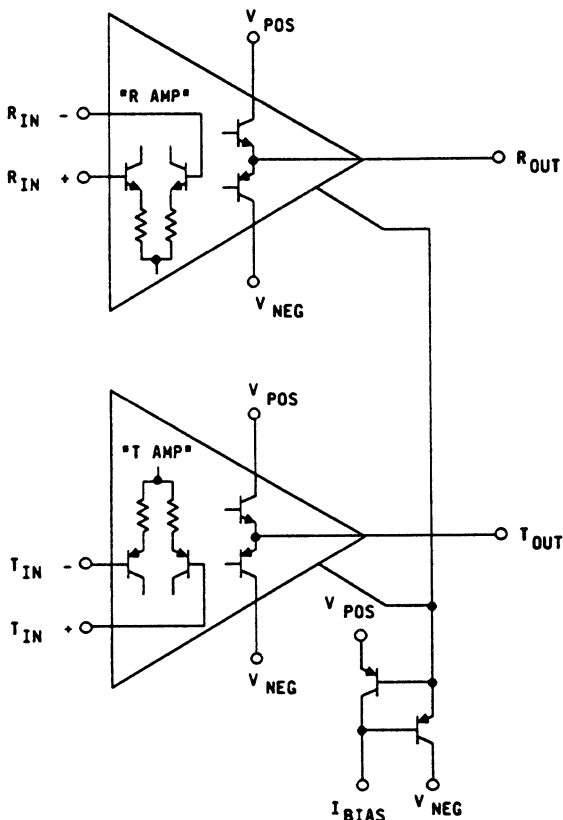 V POS
"R AMP"
R IN -
R IN +
R OUT
V NEG
V POS
"T AMP"
T IN -
T OUT
T IN +
V POS
V NEG
I BIAS
V NEG